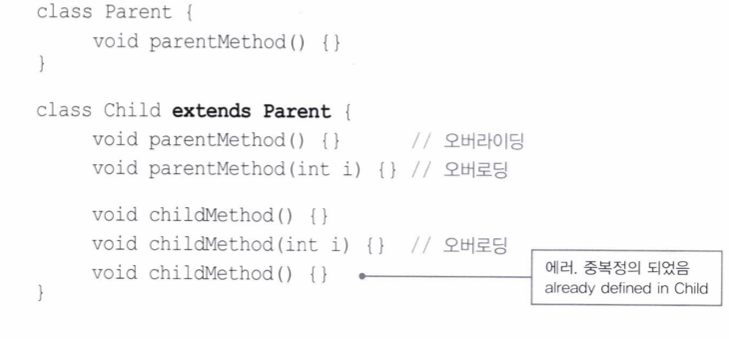 class Parent {
void parentMethod() {}
}
class Child extends Parent {
void parentMethod() {} // 오버라이딩
void parentMethod(int i) {} // 오버로딩
void childMethod() {}
void childMethod(int i) {} // 오버로딩
void childMethod() {}
에러. 중복정의 되었음
already defined in Child
}